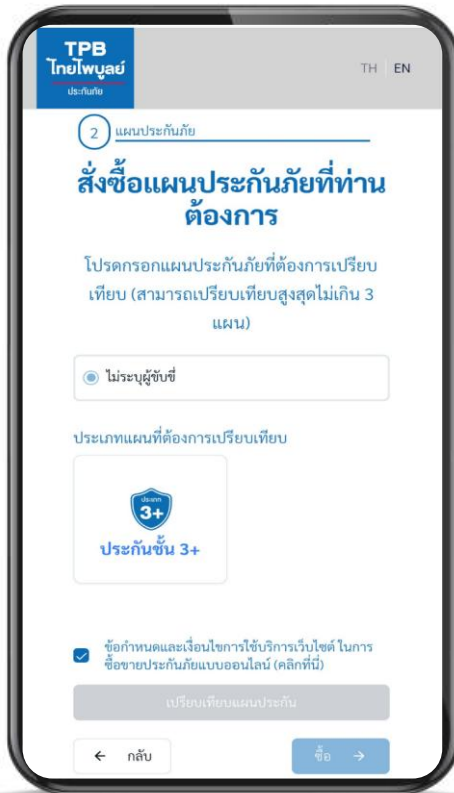 TPB
ไทยไพบูลย์
ประกันภัย
TH EN
2 แผนประกันภัย
สั่งซื้อแผนประกันภัยที่ท่าน
ต้องการ
โปรดกรอกแผนประกันภัยที่ต้องการเปรียบ
เทียบ (สามารถเปรียบเทียบสูงสุดไม่เกิน 3
แผน)
ไม่ระบุผู้ขับขี่
ประเภทแผนที่ต้องการเปรียบเทียบ
ประเภท
3+
ประกันชั้น 3+
ข้อกำหนดและเงื่อนไขการใช้บริการเว็บไซต์ ในการ
ซื้อขายประกันภัยแบบออนไลน์ (คลิกที่นี่)
เปรียบเทียบแผนประกัน
← กลับ
ซื้อ →